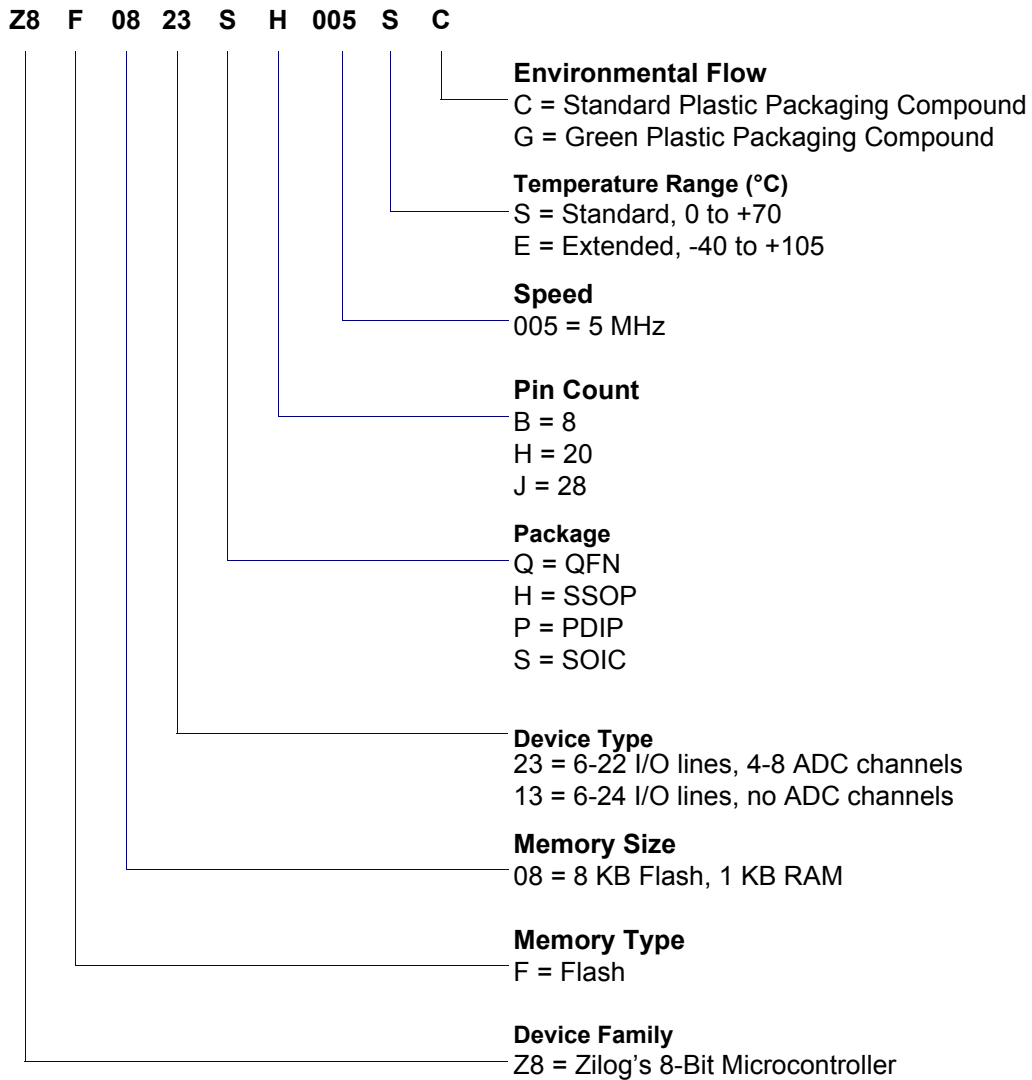 Z8 F 08 23 S H 005 S C
Environmental Flow
C = Standard Plastic Packaging Compound
G = Green Plastic Packaging Compound
Temperature Range (°C)
S = Standard, 0 to +70
E = Extended, -40 to +105
Speed
005 = 5 MHz
Pin Count
B = 8
H = 20
J = 28
Package
Q = QFN
H = SSOP
P = PDIP
S = SOIC
Device Type
23 = 6-22 I/O lines, 4-8 ADC channels
13 = 6-24 I/O lines, no ADC channels
Memory Size
08 = 8 KB Flash, 1 KB RAM
Memory Type
F = Flash
Device Family
Z8 = Zilog's 8-Bit Microcontroller